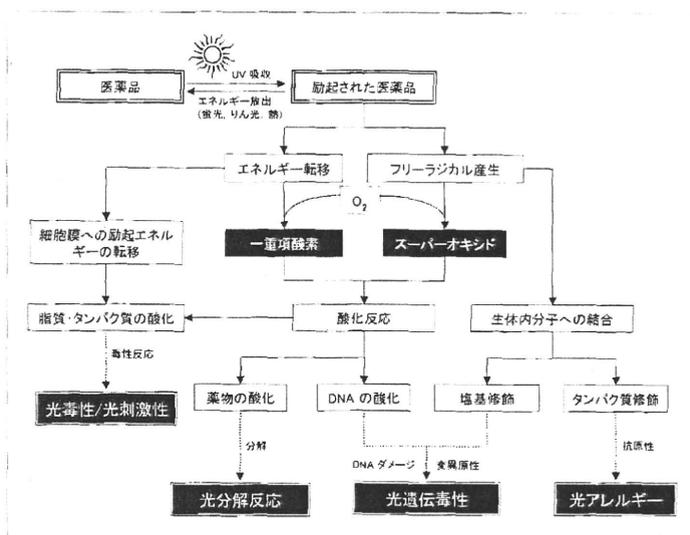 UV 吸収
医薬品
励起された医薬品
エネルギー放出
(蛍光, りん光, 熱)
エネルギー転移
フリーラジカル産生
O2
細胞膜への励起エネル
ギーの転移
一重項酸素
スーパーオキシド
脂質・タンパク質の酸化
酸化反応
生体内分子への結合
毒性反応
薬物の酸化
DNA の酸化
塩基修飾
タンパク質修飾
光毒性/光刺激性
分解
DNA ダメージ
変異原性
抗原性
光分解反応
光遺伝毒性
光アレルギー